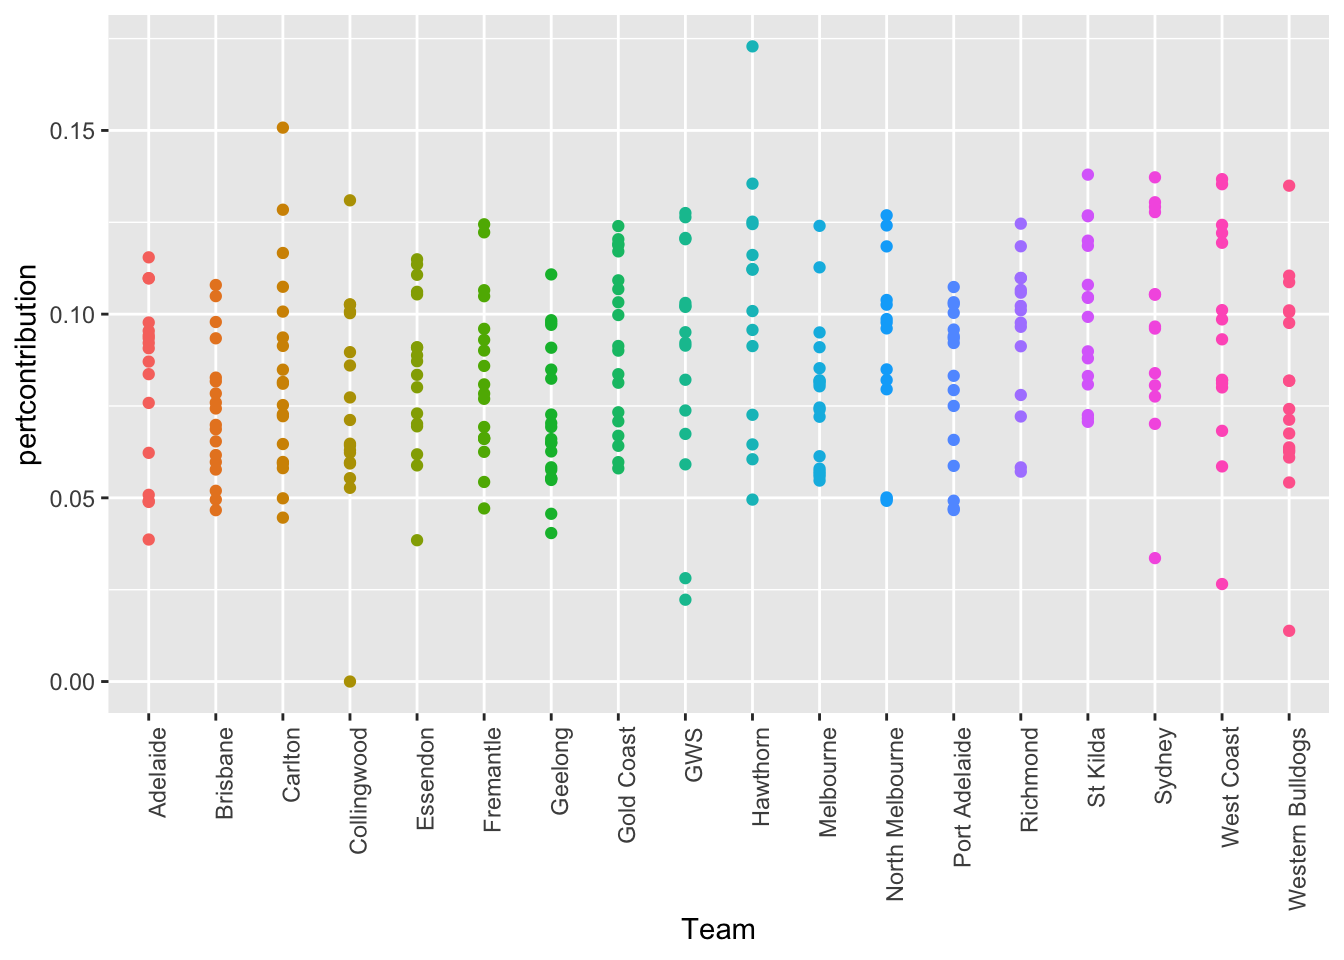 pertcontribution
0.15
0.10
0.05
0.00
Adelaide
Brisbane
Carlton
Collingwood
Essendon
Fremantle
Geelong
Gold Coast
GWS
Hawthorn
Melbourne
North Melbourne
Port Adelaide
Richmond
St Kilda
Sydney
West Coast
Western Bulldogs
Team